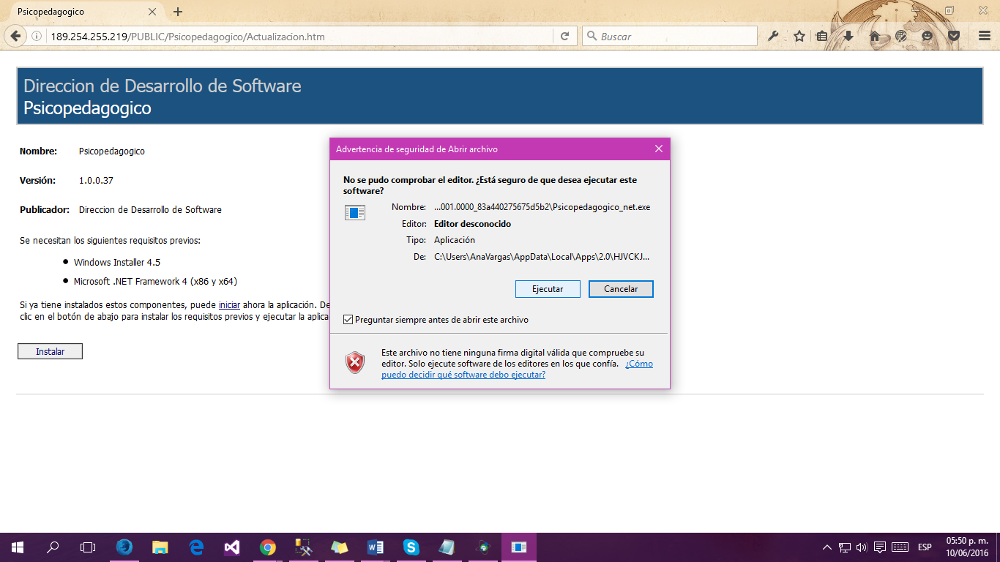 Psicopedagogico
189.254.255.219/PUBLIC/Psicopedagogico/Actualizacion.htm
Buscar
Direccion de Desarrollo de Software
Psicopedagogico
Nombre: Psicopedagogico
Versión: 1.0.0.37
Publicador: Direccion de Desarrollo de Software
Se necesitan los siguientes requisitos previos:
Windows Installer 4.5
Microsoft .NET Framework 4 (x86 y x64)
Si ya tiene instalados estos componentes, puede iniciar ahora la aplicación. De
clic en el botón de abajo para instalar los requisitos previos y ejecutar la aplica
Instalar
Advertencia de seguridad de Abrir archivo
No se pudo comprobar el editor. ¿Está seguro de que desea ejecutar este
software?
Nombre: ...001.0000_83a440275675d5b2\Psicopedagogico_net.exe
Editor: Editor desconocido
Tipo: Aplicación
De: C:\Users\AnaVargas\AppData\Local\Apps\2.0\HJVCKJ...
Ejecutar
Cancelar
Preguntar siempre antes de abrir este archivo
Este archivo no tiene ninguna firma digital válida que compruebe su
editor. Solo ejecute software de los editores en los que confía. ¿Cómo
puedo decidir qué software debo ejecutar?
ESP
05:50 p. m.
10/06/2016